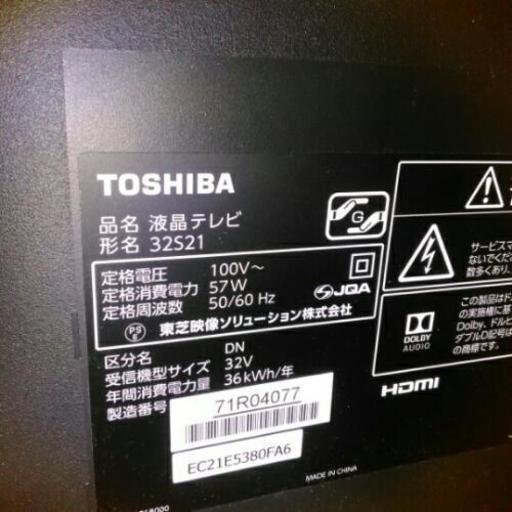 TOSHIBA
品名 液晶テレビ
形名 32S21
定格電圧 100V～
定格消費電力 57W
定格周波数 50/60 Hz
JQA
PS
E
東芝映像ソリューション株式会社
区分名 DN
受信機型サイズ 32V
年間消費電力量 36kWh/年
製造番号
71R04077
EC21E5380FA6
MADE IN CHINA
G
サービスマ
ないでくだ
数多くあり、
DOLBY
AUDIO
この製品はド
の実施権に基
Dolby、ドルビ
ダブルD記号
の商標です。
HDMI